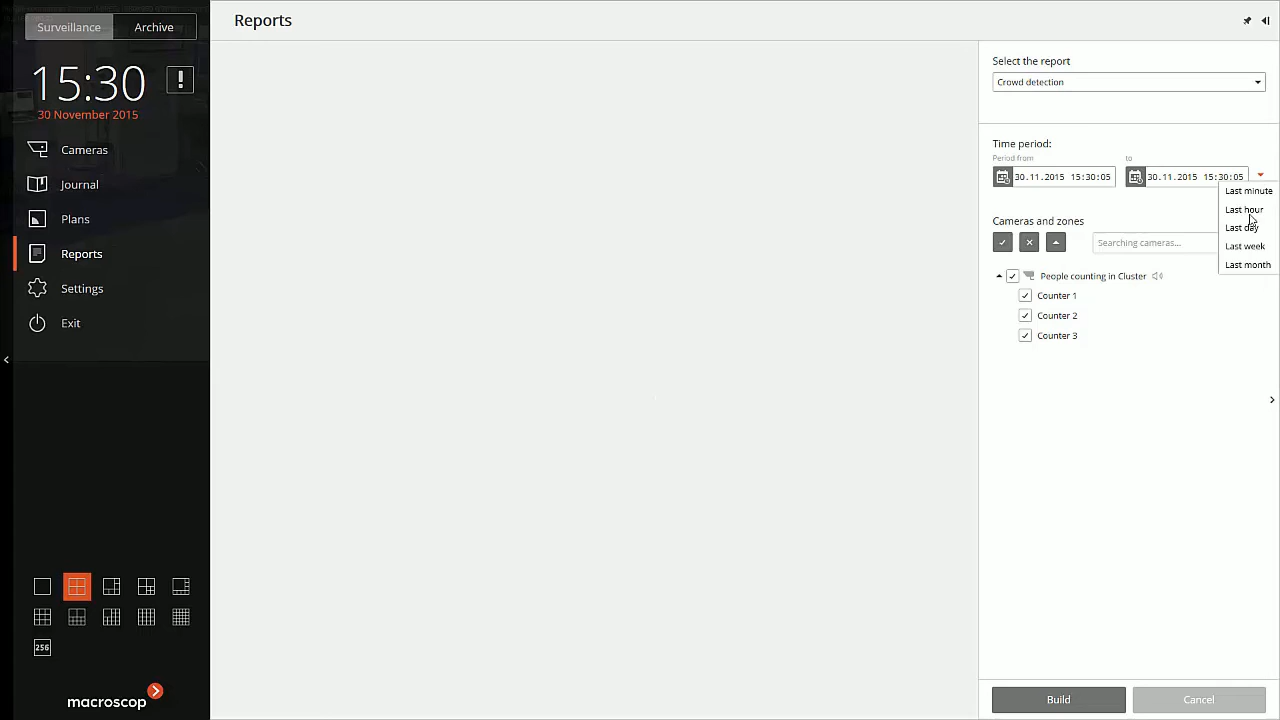 Surveillance Archive
Reports
15:30 !
30 November 2015
Cameras
Journal
Plans
Reports
Settings
Exit
256
macroscop
Select the report
Crowd detection
Time period:
Period from to
30.11.2015 15:30:05 30.11.2015 15:30:05
Last minute
Last hour
Last day
Last week
Last month
Cameras and zones
Searching cameras...
People counting in Cluster
Counter 1
Counter 2
Counter 3
Build Cancel